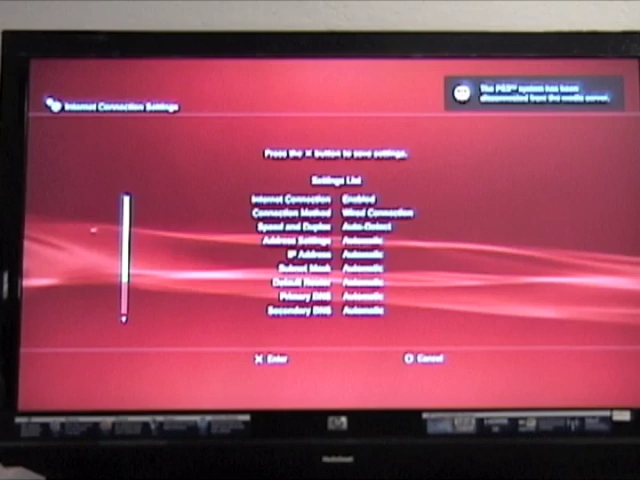 Internet Connection Settings
The PS3™ system has been
disconnected from the media server.
Press the X button to save settings.
Settings List
Internet Connection Enabled
Connection Method Wired Connection
Speed and Duplex Auto-Detect
Address Settings Automatic
IP Address Automatic
Subnet Mask Automatic
Default Router Automatic
Primary DNS Automatic
Secondary DNS Automatic
X Enter
O Cancel
hp